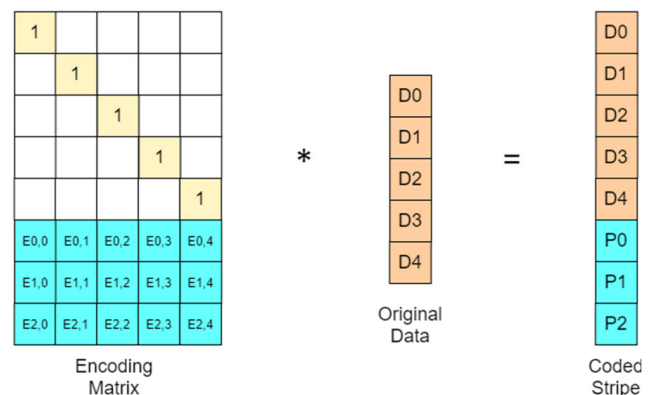 1
1
1
1
1
E0,0 E0,1 E0,2 E0,3 E0,4
E1,0 E1,1 E1,2 E1,3 E1,4
E2,0 E2,1 E2,2 E2,3 E2,4
Encoding
Matrix
*
D0
D1
D2
D3
D4
Original
Data
=
D0
D1
D2
D3
D4
P0
P1
P2
Coded
Stripe